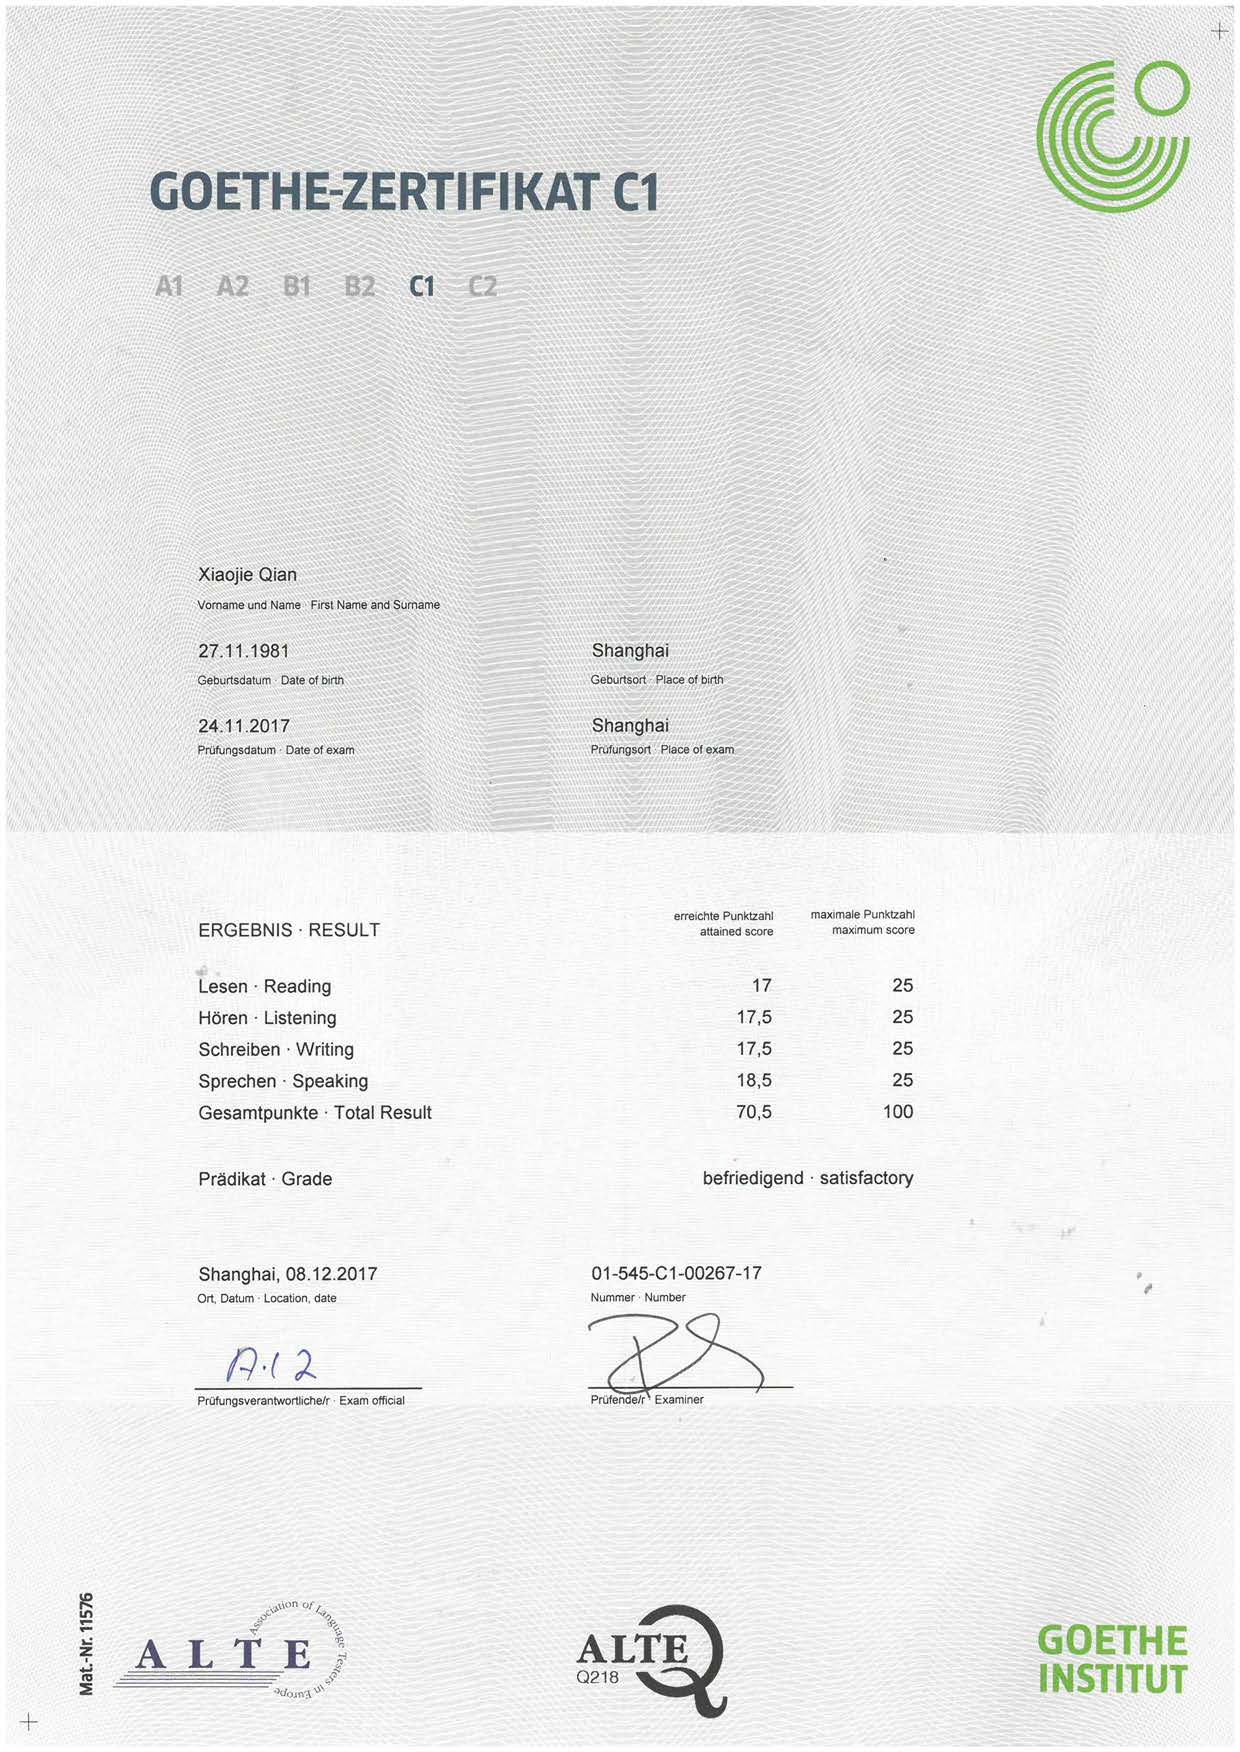 GOETHE-ZERTIFIKAT C1
A1 A2 B1 B2 C1 C2
Xiaojie Qian
Vorname und Name · First Name and Surname
27.11.1981 Shanghai
Geburtsdatum · Date of birth Geburtsort · Place of birth
24.11.2017 Shanghai
Prüfungsdatum · Date of exam Prüfungsort · Place of exam
erreichte Punktzahl maximale Punktzahl
ERGEBNIS · RESULT attained score maximum score
Lesen · Reading 17 25
Hören · Listening 17,5 25
Schreiben · Writing 17,5 25
Sprechen · Speaking 18,5 25
Gesamtpunkte · Total Result 70,5 100
Prädikat · Grade befriedigend · satisfactory
Shanghai, 08.12.2017 01-545-C1-00267-17
Ort, Datum · Location, date Nummer · Number
Prüfungsverantwortliche/r · Exam official Prüfende/r · Examiner
Mat.-Nr. 11576
ALTE
Association of Language Testers in Europe
ALTE
Q218
GOETHE
INSTITUT